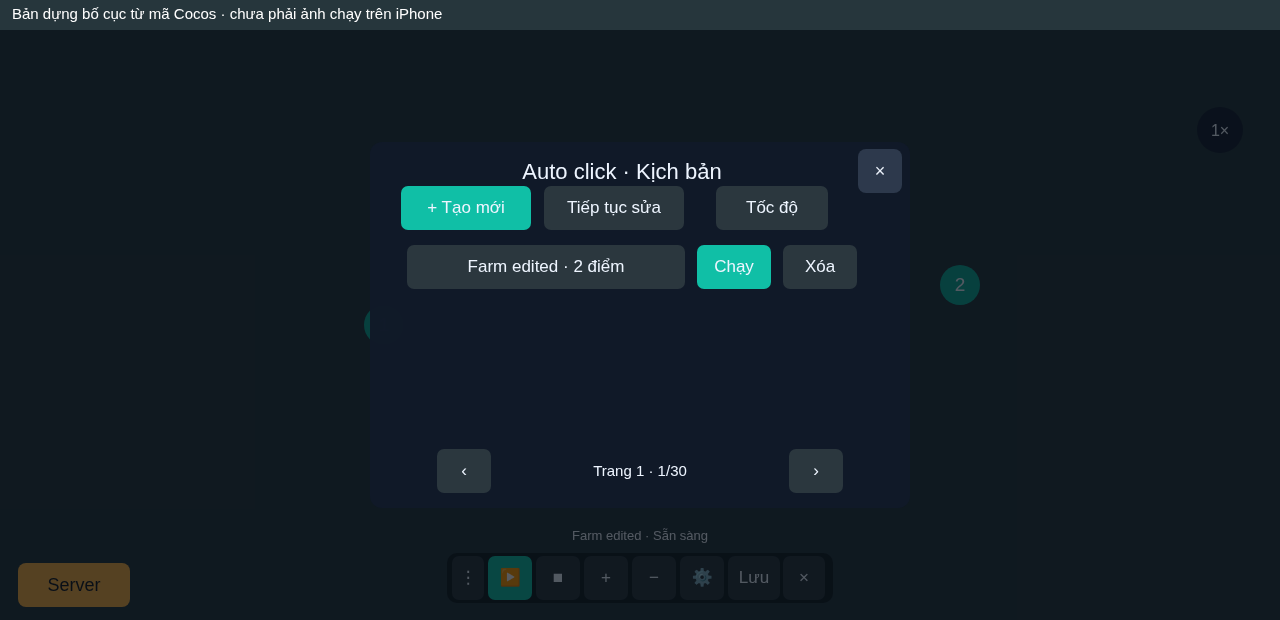 Bản dựng bố cục từ mã Cocos · chưa phải ảnh chạy trên iPhone
1×
Auto click · Kịch bản ×
+ Tạo mới Tiếp tục sửa Tốc độ
Farm edited · 2 điểm Chạy Xóa
2
‹ Trang 1 · 1/30 ›
Farm edited · Sẵn sàng
⋮ ▶️ ■ + − ⚙️ Lưu ×
Server